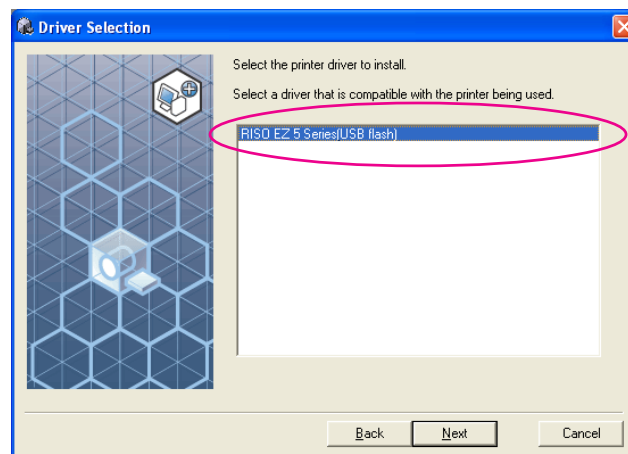 Driver Selection
Select the printer driver to install.
Select a driver that is compatible with the printer being used.
RISO EZ 5 Series(USB flash)
Back
Next
Cancel